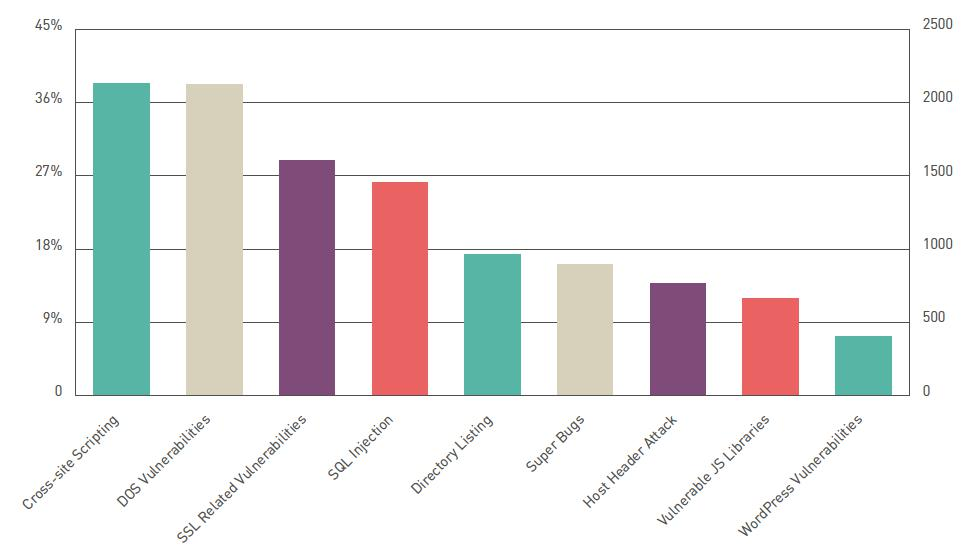 45%
36%
27%
18%
9%
0
2500
2000
1500
1000
500
0
Cross-site Scripting
DOS Vulnerabilities
SSL Related Vulnerabilities
SQL Injection
Directory Listing
Super Bugs
Host Header Attack
Vulnerable JS Libraries
WordPress Vulnerabilities